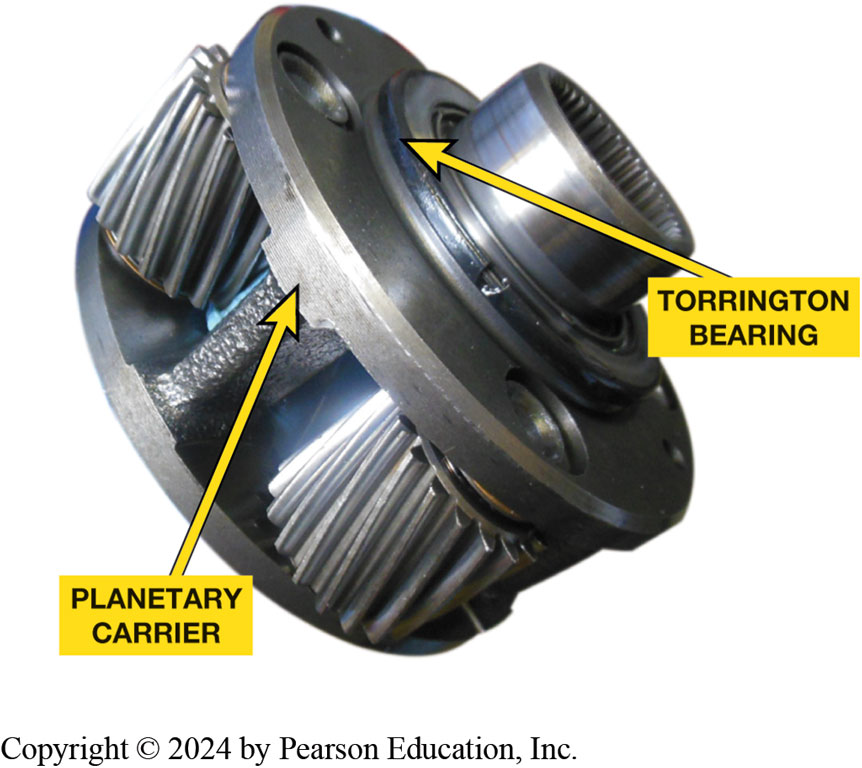 TORRINGTON
BEARING
PLANETARY
CARRIER
Copyright © 2024 by Pearson Education, Inc.